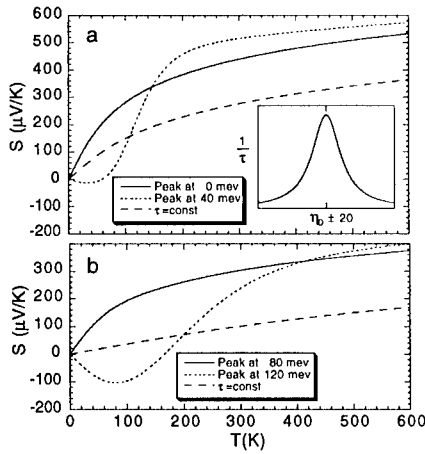 a
S (μV/K)
600
500
400
300
200
100
0
-100
-200
Peak at 0 mev
Peak at 40 mev
τ=const
1
τ
η₀ ± 20
b
S (μV/K)
300
200
100
0
-100
-200
Peak at 80 mev
Peak at 120 mev
τ=const
0 100 200 300 400 500 600
T(K)